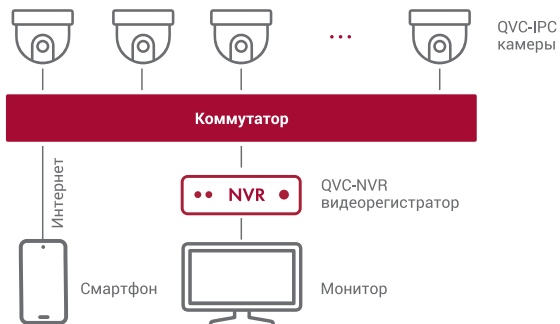 QVC-IPC
камеры
...
Коммутатор
Интернет
NVR
QVC-NVR
видеорегистратор
Смартфон
Монитор